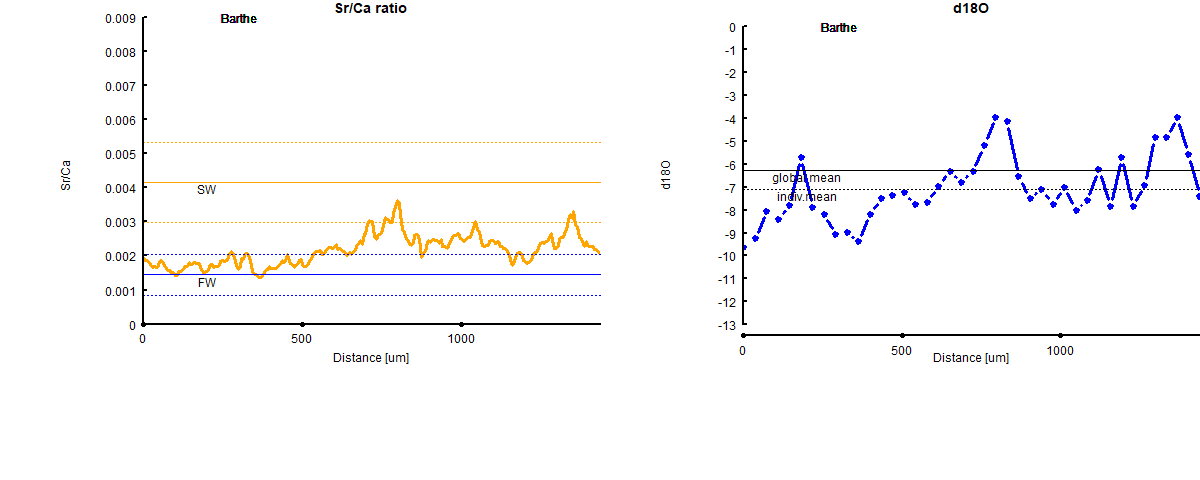 Sr/Ca ratio
Barthe
0.009
0.008
0.007
0.006
0.005
0.004
0.003
0.002
0.001
0
Sr/Ca
SW
FW
0
500
1000
Distance [um]
d18O
Barthe
0
-1
-2
-3
-4
-5
-6
-7
-8
-9
-10
-11
-12
-13
d18O
global mean
indiv.mean
0
500
1000
Distance [um]